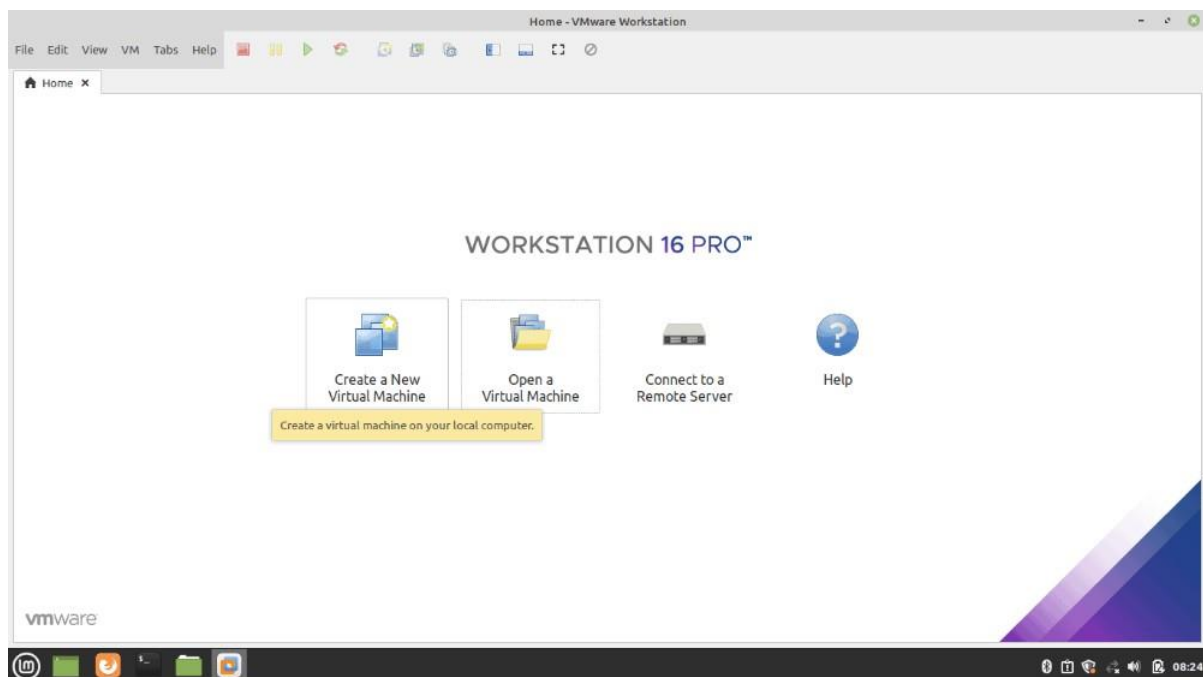 Home - VMware Workstation
File Edit View VM Tabs Help
Home
WORKSTATION 16 PRO™
Create a New
Virtual Machine
Open a
Virtual Machine
Connect to a
Remote Server
Help
Create a virtual machine on your local computer.
vmware
08:24